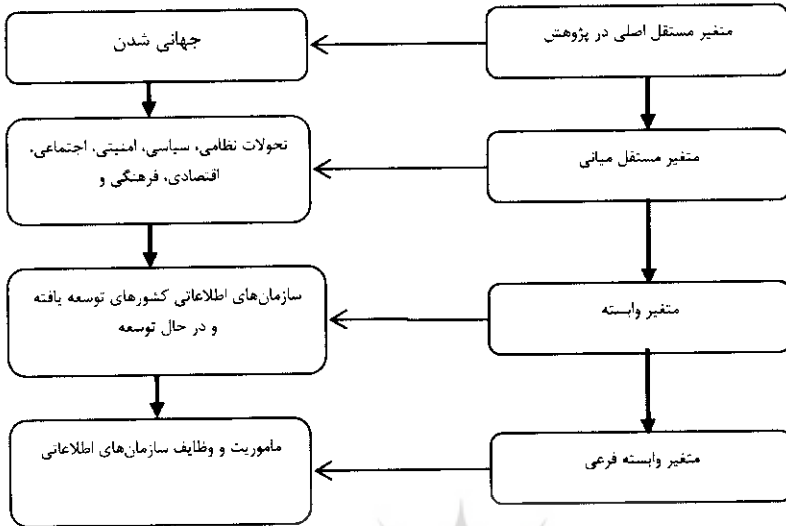 متغیر مستقل اصلی در پژوهش
جهانی شدن
متغیر مستقل میانی
تحولات نظامی، سیاسی، امنیتی، اجتماعی،
اقتصادی، فرهنگی و
متغیر وابسته
سازمان‌های اطلاعاتی کشورهای توسعه یافته
و در حال توسعه
متغیر وابسته فرعی
ماموریت و وظایف سازمان‌های اطلاعاتی